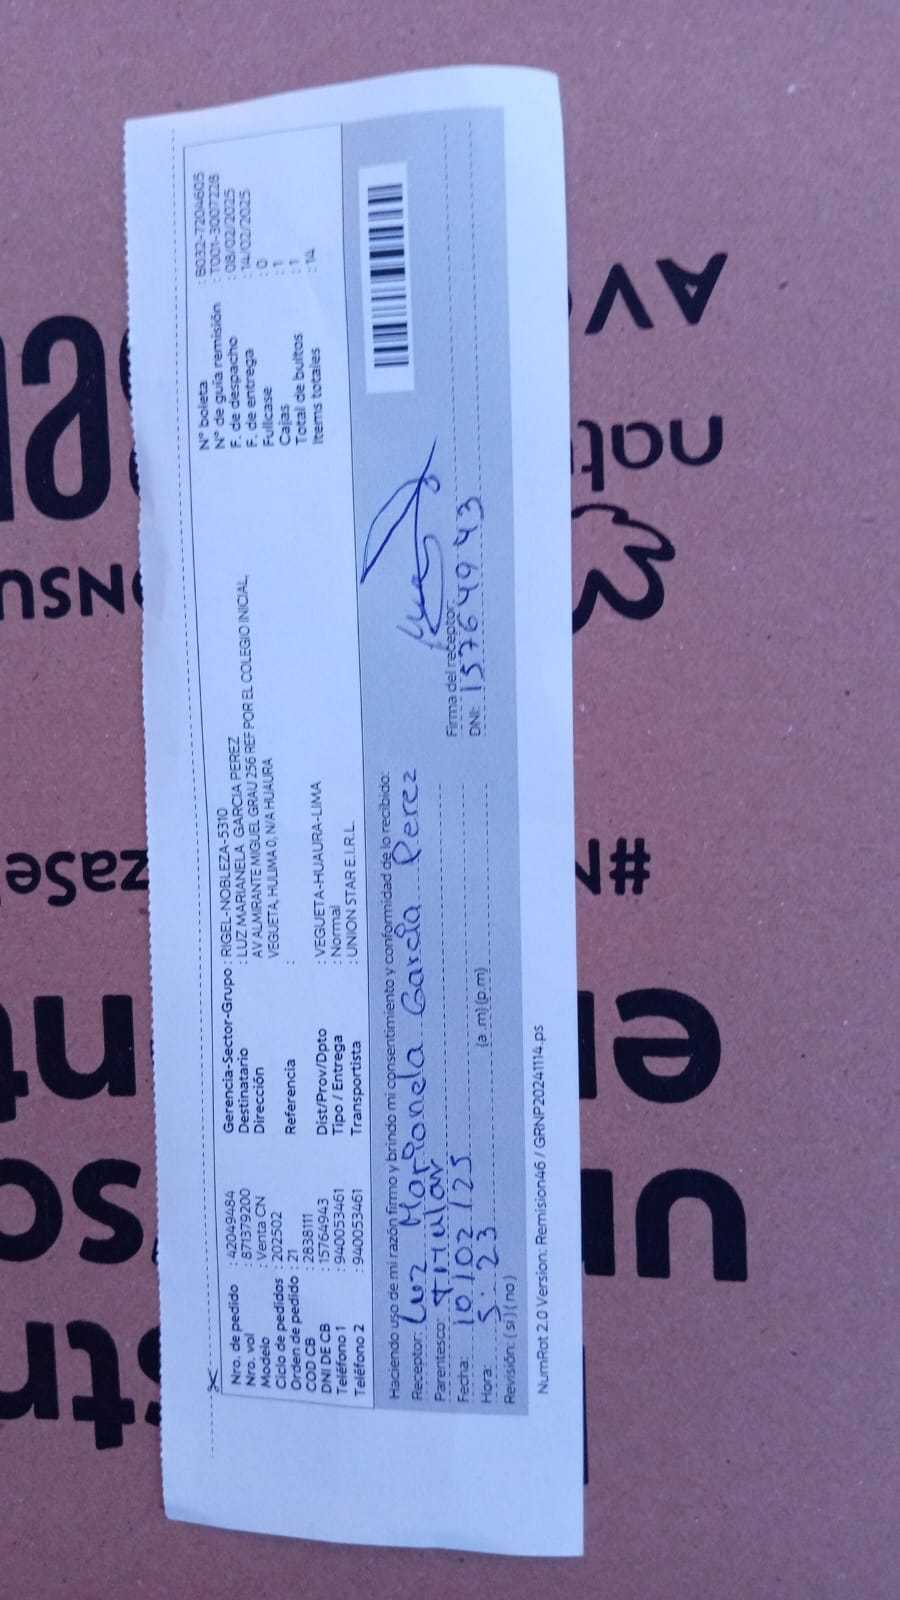 Nro. de pedido : 42049484
Nro. vol : 871379200
Modelo : Venta CN
Ciclo de pedidos : 202502
Orden de pedido : 21
COD CB : 28381111
DNI DE CB : 15764943
Teléfono 1 : 940053461
Teléfono 2 : 940053461
Gerencia-Sector-Grupo : RIGEL-NOBLEZA-5310
Destinatario : LUZ MARIANELA GARCIA PEREZ
Dirección : AV ALMIRANTE MIGUEL GRAU 256 REF POR EL COLEGIO INICIAL,
VEGUETA, HULIMA 0, N/A HUAURA
Referencia :
Dist/Prov/Dpto : VEGUETA-HUAURA-LIMA
Tipo / Entrega : Normal
Transportista : UNION STAR E.I.R.L.
N° boleta : B032-72014605
N° de guía remisión : T001-30077228
F. de despacho : 08/02/2025
F. de entrega : 14/02/2025
Fullcase : 0
Cajas : 1
Total de bultos : 1
Items totales : 14
Haciendo uso de mi razón firmo y brindo mi consentimiento y conformidad de lo recibido:
Receptor: Luz Marianela Garcia Perez
Parentesco: titular
Fecha: 10/02/25
Hora: 5:23 (a.m) (p.m)
Revisión: ( si ) ( no )
Firma del receptor
DNI: 15764943
NumRot 2.0 Version: Remision46 / GRNP20241114.ps